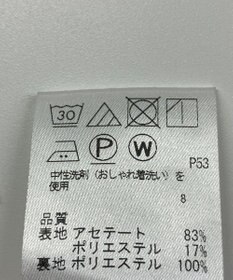 30
P W
P53
中性洗剤（おしゃれ着洗い）を
使用
8
品質
表地 アセテート 83%
ポリエステル 17%
裏地 ポリエステル 100%